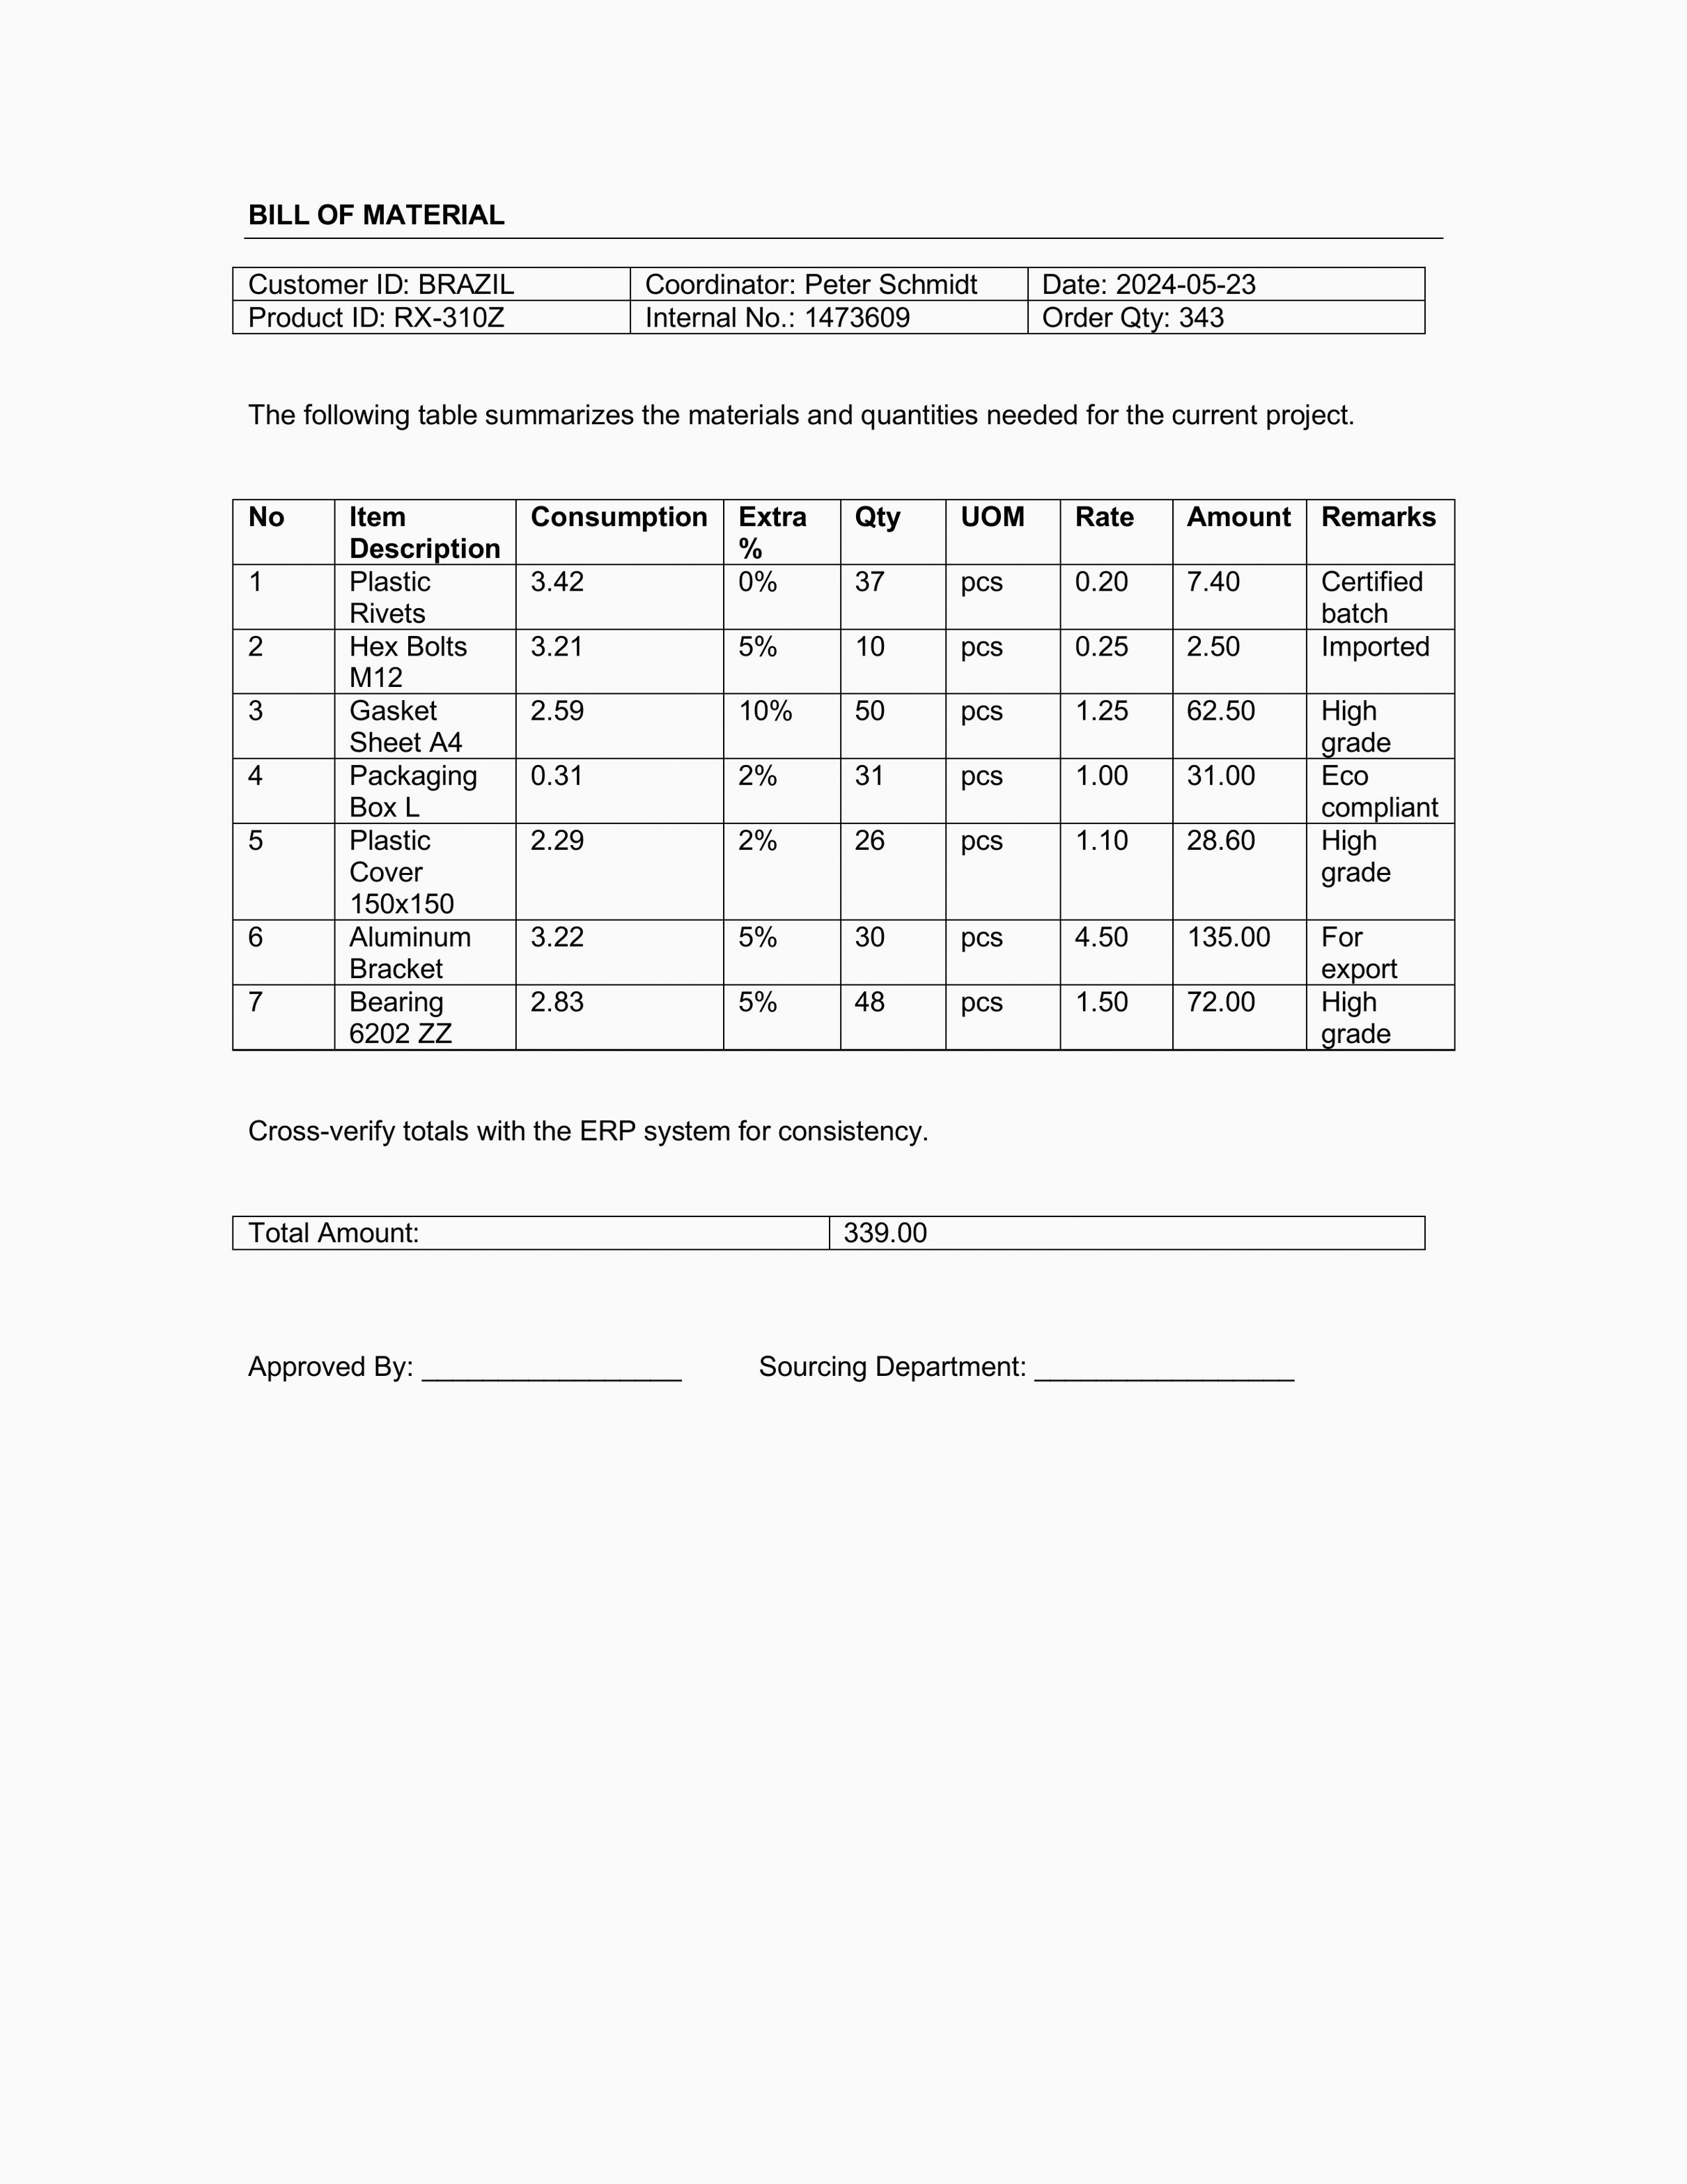 BILL OF MATERIAL
Customer ID: BRAZIL Coordinator: Peter Schmidt Date: 2024-05-23
Product ID: RX-310Z Internal No.: 1473609 Order Qty: 343
The following table summarizes the materials and quantities needed for the current project.
No Item Description Consumption Extra % Qty UOM Rate Amount Remarks
1 Plastic Rivets 3.42 0% 37 pcs 0.20 7.40 Certified batch
2 Hex Bolts M12 3.21 5% 10 pcs 0.25 2.50 Imported
3 Gasket Sheet A4 2.59 10% 50 pcs 1.25 62.50 High grade
4 Packaging Box L 0.31 2% 31 pcs 1.00 31.00 Eco compliant
5 Plastic Cover 150x150 2.29 2% 26 pcs 1.10 28.60 High grade
6 Aluminum Bracket 3.22 5% 30 pcs 4.50 135.00 For export
7 Bearing 6202 ZZ 2.83 5% 48 pcs 1.50 72.00 High grade
Cross-verify totals with the ERP system for consistency.
Total Amount: 339.00
Approved By: _________________ Sourcing Department: _________________